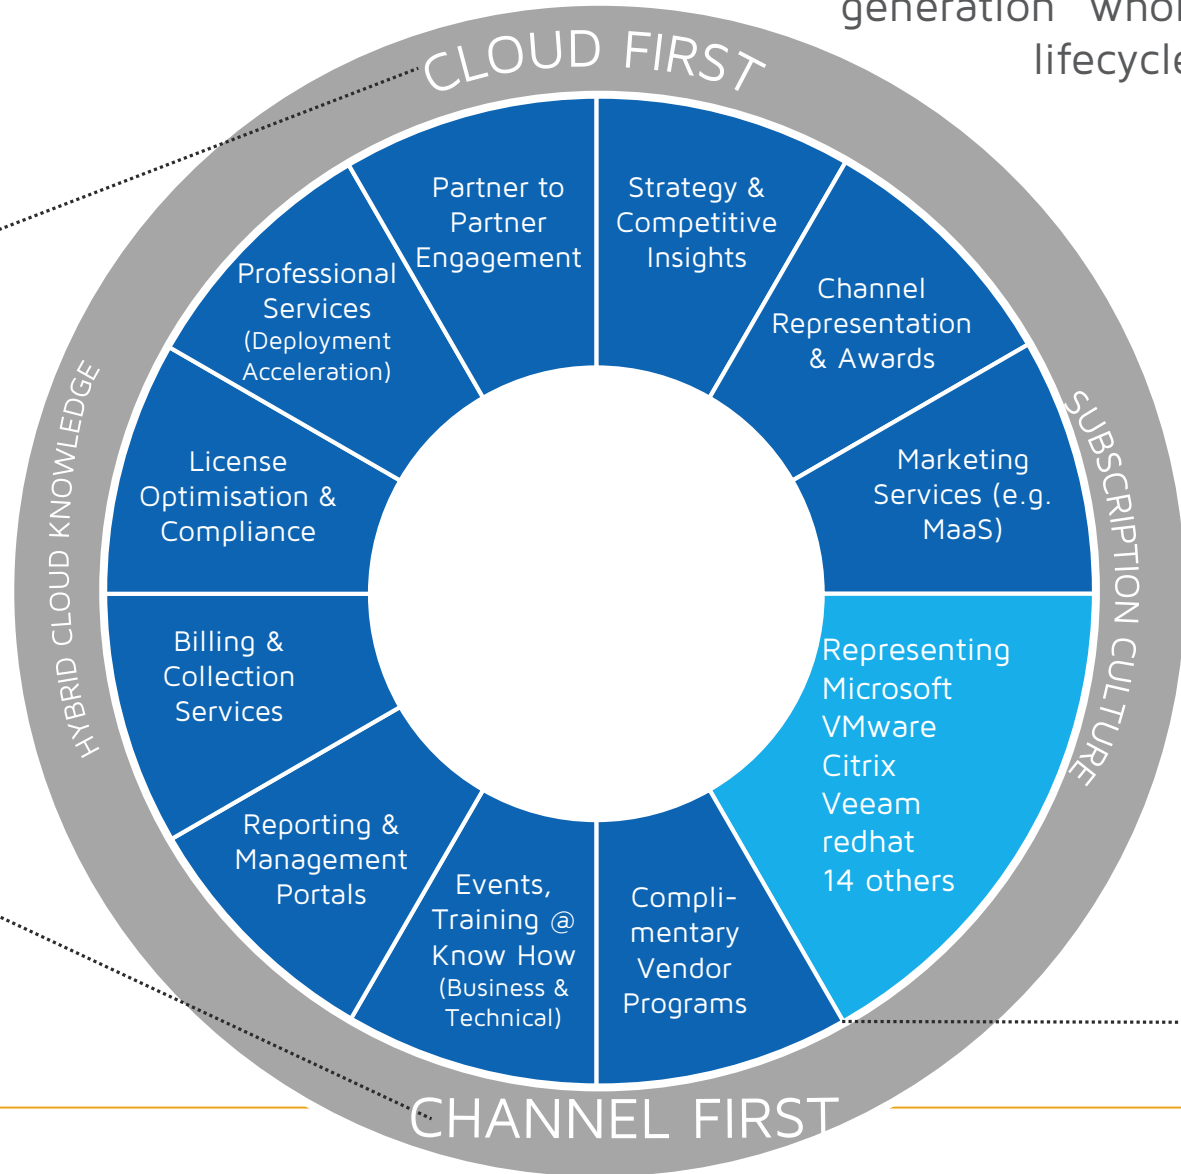 generation
lifecycle
CLOUD FIRST
Partner to
Partner
Engagement
Strategy &
Competitive
Insights
Professional
Services
(Deployment
Acceleration)
Channel
Representation
& Awards
HYBRID CLOUD KNOWLEDGE
License
Optimisation &
Compliance
Marketing
Services (e.g.
MaaS)
SUBSCRIPTION CULTURE
Billing &
Collection
Services
Representing
Microsoft
VMware
Citrix
Veeam
redhat
14 others
Reporting &
Management
Portals
Events,
Training @
Know How
(Business &
Technical)
Compli-
mentary
Vendor
Programs
CHANNEL FIRST